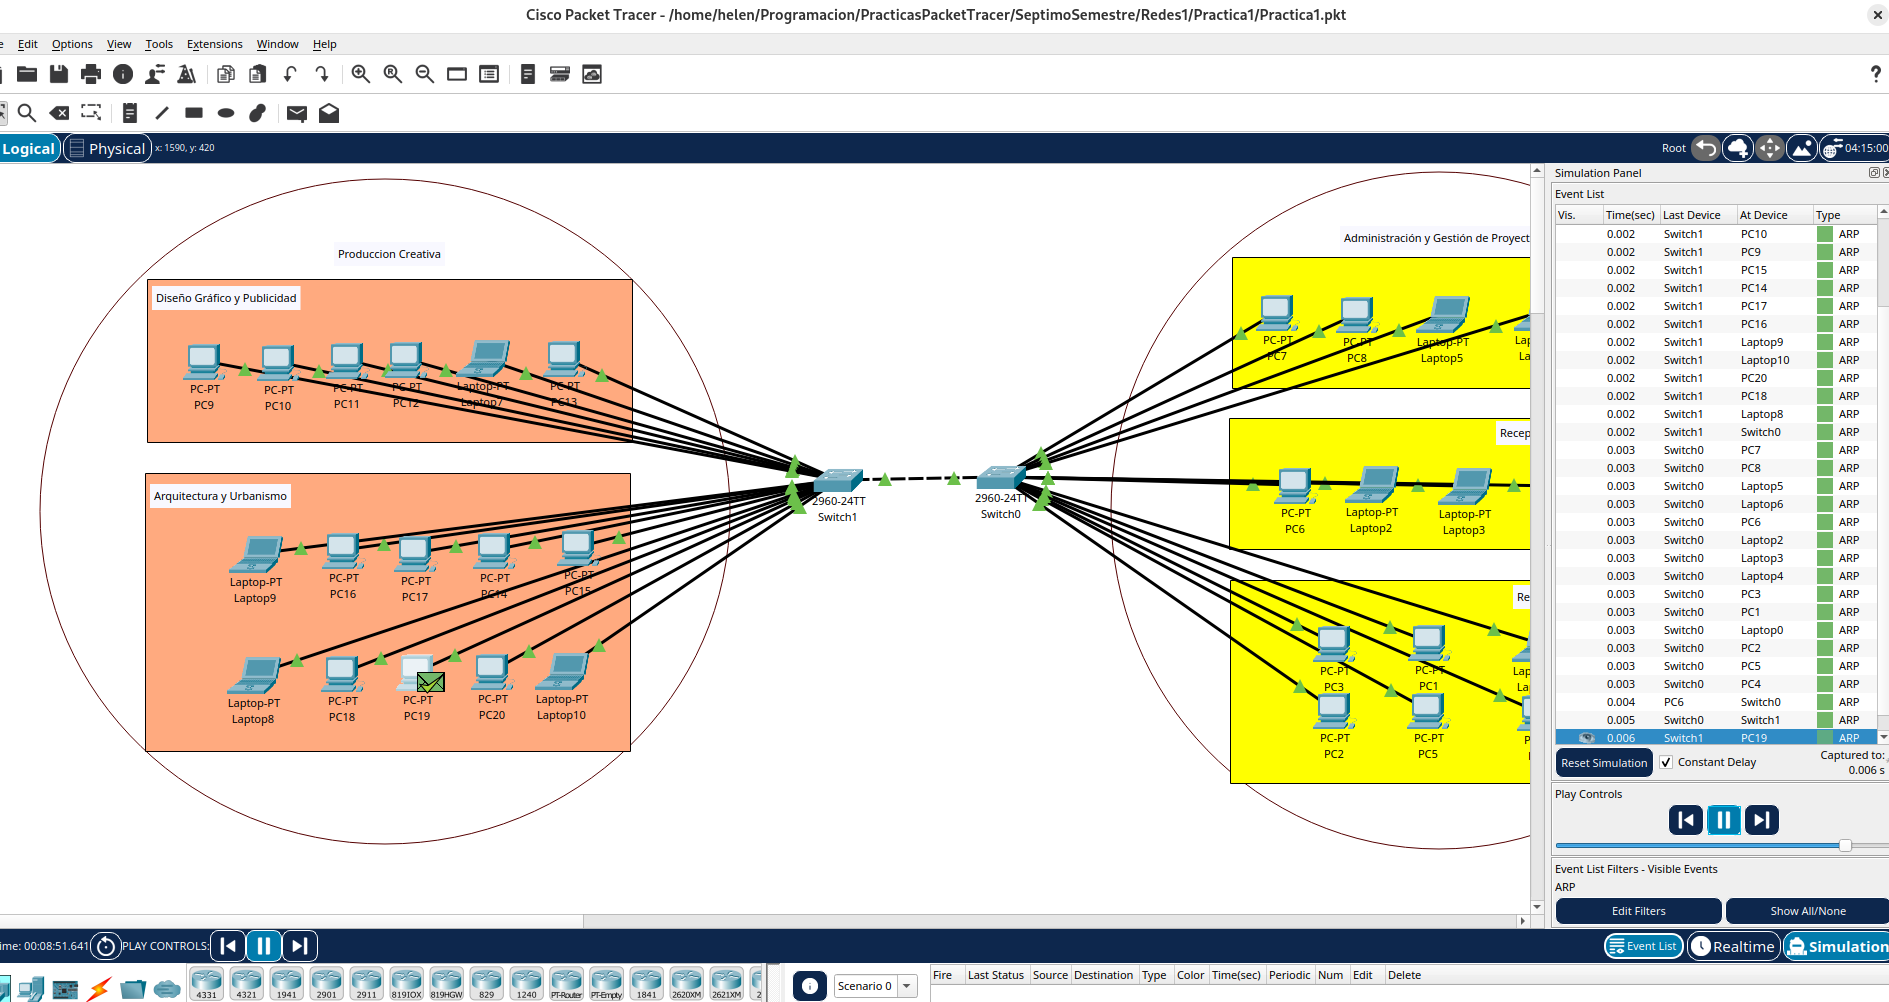 Cisco Packet Tracer - /home/helen/Programacion/PracticasPacketTracer/SeptimoSemestre/Redes1/Practica1/Practica1.pkt
Edit Options View Tools Extensions Window Help
?
Logical Physical x: 1590, y: 420 Root 04:15:00
Simulation Panel
Event List
Vis. Time(sec) Last Device At Device Type
0.002 Switch1 PC10 ARP
0.002 Switch1 PC9 ARP
0.002 Switch1 PC15 ARP
0.002 Switch1 PC14 ARP
0.002 Switch1 PC17 ARP
0.002 Switch1 PC16 ARP
0.002 Switch1 Laptop9 ARP
0.002 Switch1 Laptop10 ARP
0.002 Switch1 PC20 ARP
0.002 Switch1 PC18 ARP
0.002 Switch1 Laptop8 ARP
0.002 Switch1 Switch0 ARP
0.003 Switch0 PC7 ARP
0.003 Switch0 PC8 ARP
0.003 Switch0 Laptop5 ARP
0.003 Switch0 Laptop6 ARP
0.003 Switch0 PC6 ARP
0.003 Switch0 Laptop2 ARP
0.003 Switch0 Laptop3 ARP
0.003 Switch0 Laptop4 ARP
0.003 Switch0 PC3 ARP
0.003 Switch0 PC1 ARP
0.003 Switch0 Laptop0 ARP
0.003 Switch0 PC2 ARP
0.003 Switch0 PC5 ARP
0.003 Switch0 PC4 ARP
0.004 PC6 Switch0 ARP
0.005 Switch0 Switch1 ARP
0.006 Switch1 PC19 ARP
Reset Simulation Constant Delay Captured to:
0.006 s
Play Controls
Event List Filters - Visible Events
ARP
Edit Filters Show All/None
Produccion Creativa
Diseño Gráfico y Publicidad
PC-PT
PC9
PC-PT
PC10
PC-PT
PC11
PC-PT
PC12
Laptop-PT
Laptop7
PC-PT
PC13
Arquitectura y Urbanismo
Laptop-PT
Laptop9
PC-PT
PC16
PC-PT
PC17
PC-PT
PC14
PC-PT
PC15
Laptop-PT
Laptop8
PC-PT
PC18
PC-PT
PC19
PC-PT
PC20
Laptop-PT
Laptop10
2960-24TT
Switch1
2960-24TT
Switch0
Administración y Gestión de Proyect
PC-PT
PC7
PC-PT
PC8
Laptop-PT
Laptop5
Lap
La
Recep
PC-PT
PC6
Laptop-PT
Laptop2
Laptop-PT
Laptop3
Re
PC-PT
PC3
PC-PT
PC1
Lap
La
PC-PT
PC2
PC-PT
PC5
P
ime: 00:08:51.641 PLAY CONTROLS: Event List Realtime Simulation
4331 4321 1941 2901 2911 819IOX 819HGW 829 1240 PT-Router PT-Empty 1841 2620XM 2621XM 2
Scenario 0
Fire Last Status Source Destination Type Color Time(sec) Periodic Num Edit Delete